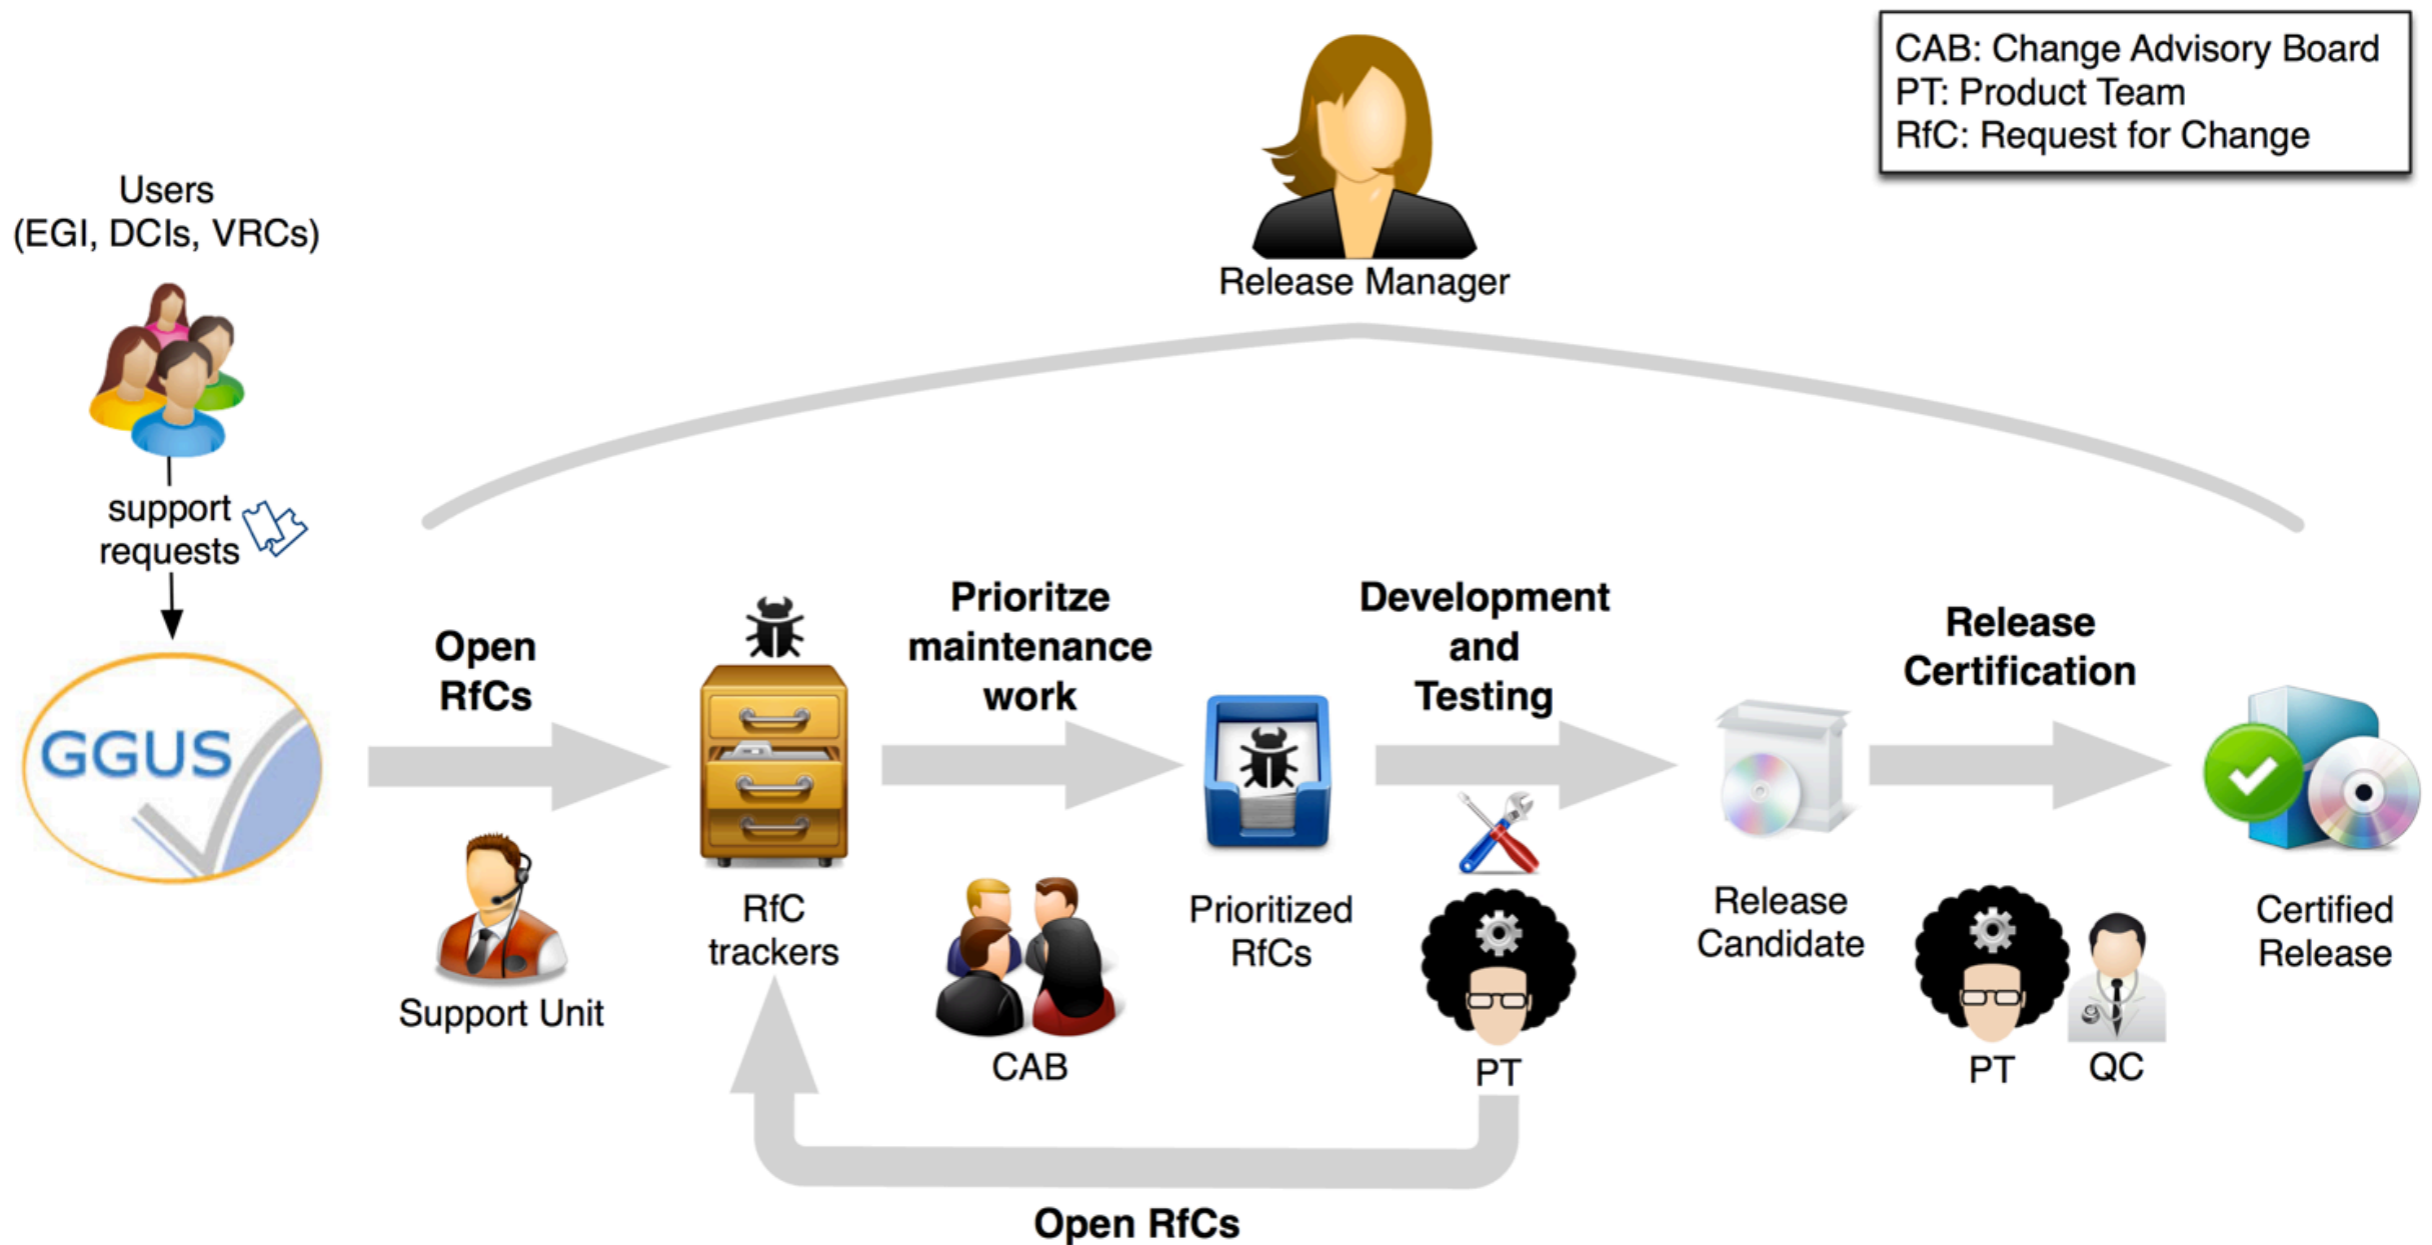 CAB: Change Advisory Board
PT: Product Team
RfC: Request for Change
Release Manager
Users
(EGI, DCIs, VRCs)
support
requests
GGUS
Open
RfCs
Support Unit
RfC
trackers
Prioritze
maintenance
work
CAB
Prioritized
RfCs
Development
and
Testing
PT
Release
Candidate
Release
Certification
PT
QC
Certified
Release
Open RfCs